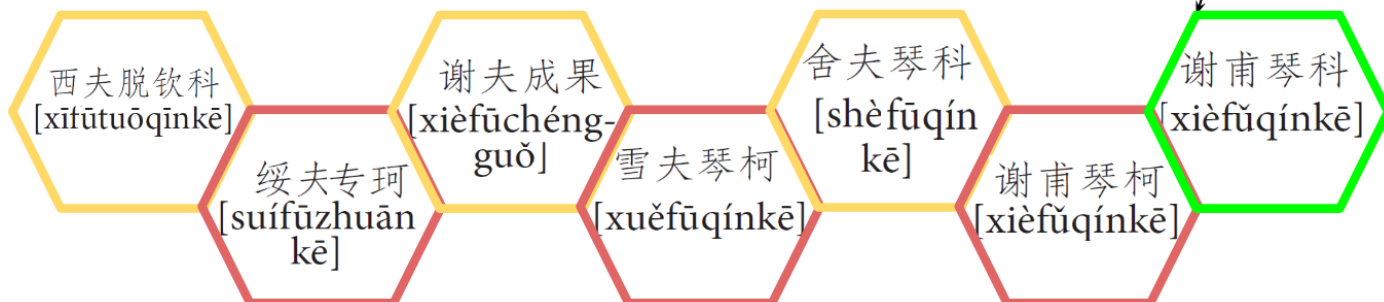 西夫脱钦科
[xīfūtuōqīnkē]
绥夫专珂
[suífūzhuān
kē]
谢夫成果
[xièfūchéng-
guǒ]
雪夫琴柯
[xuěfūqínkē]
舍夫琴科
[shèfūqín
kē]
谢甫琴柯
[xièfǔqínkē]
谢甫琴科
[xièfǔqínkē]